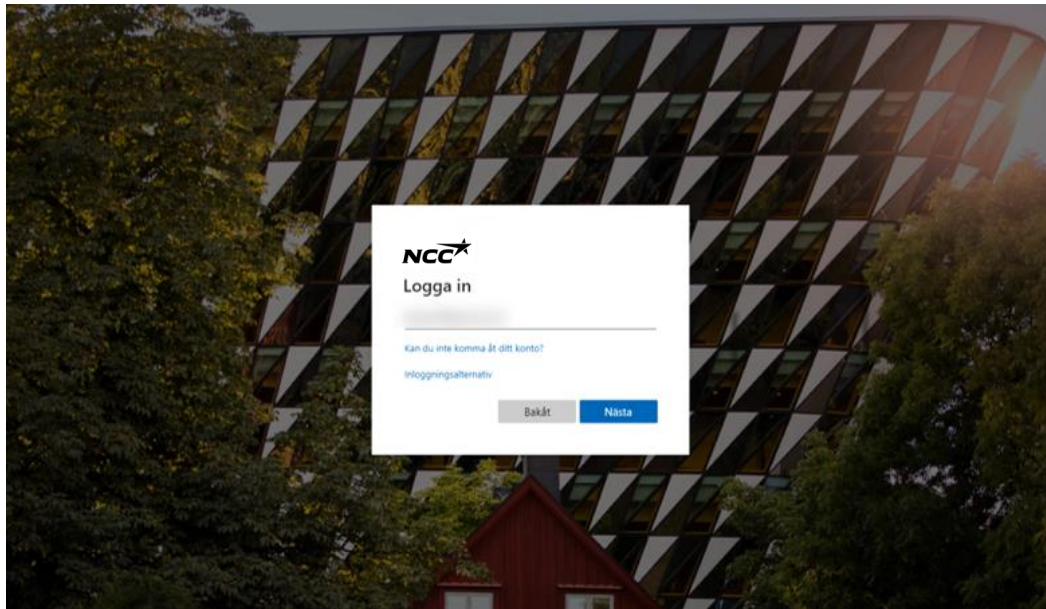 NCC
Logga in
Kan du inte komma åt ditt konto?
Inloggningsalternativ
Bakåt
Nästa